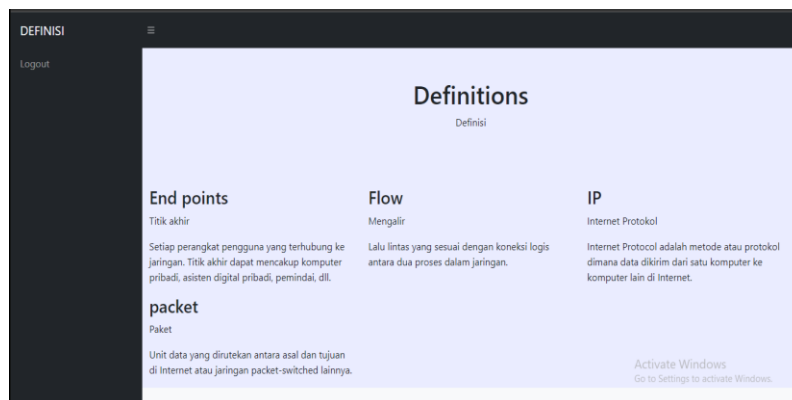 DEFINISI
☰
Logout
Definitions
Definisi
End points
Titik akhir
Setiap perangkat pengguna yang terhubung ke
jaringan. Titik akhir dapat mencakup komputer
pribadi, asisten digital pribadi, pemindai, dll.
Flow
Mengalir
Lalu lintas yang sesuai dengan koneksi logis
antara dua proses dalam jaringan.
IP
Internet Protokol
Internet Protocol adalah metode atau protokol
dimana data dikirim dari satu komputer ke
komputer lain di Internet.
packet
Paket
Unit data yang dirutekan antara asal dan tujuan
di Internet atau jaringan packet-switched lainnya.
Activate Windows
Go to Settings to activate Windows.